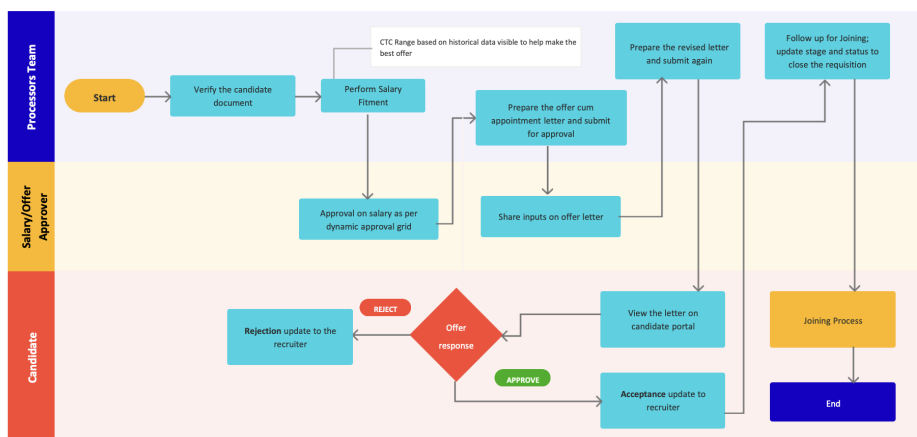 Processors Team
Start
Verify the candidate
document
CTC Range based on historical data visible to help make the
best offer
Perform Salary
Fitment
Prepare the offer cum
appointment letter and submit
for approval
Prepare the revised letter
and submit again
Follow up for Joining;
update stage and status to
close the requisition
Salary/Offer
Approver
Approval on salary as per
dynamic approval grid
Share inputs on offer letter
Candidate
Rejection update to the
recruiter
REJECT
Offer
response
APPROVE
View the letter on
candidate portal
Acceptance update to
recruiter
Joining Process
End